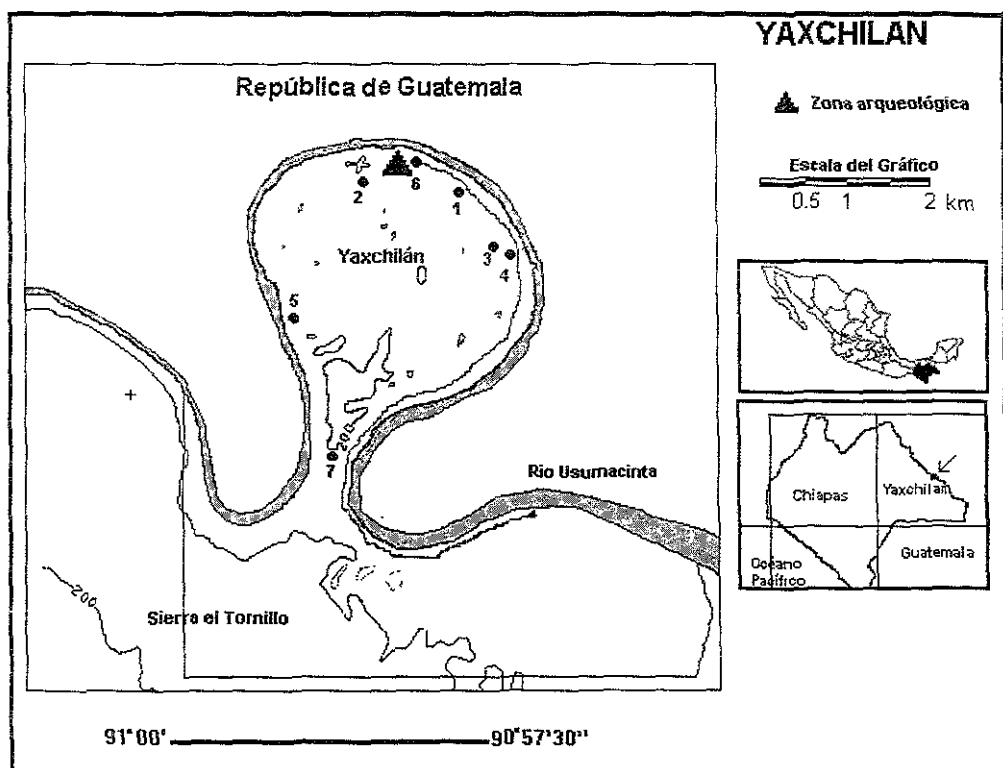 YAXCHILAN
República de Guatemala
Zona arqueológica
Escala del Gráfico
0.5 1 2 km
2
6
1
3
4
Yaxchilán
5
200
7
Rio Usumacinta
200
Sierra el Tornillo
Chiapas
Yaxchilan
Guatemala
Oceano
Pacífico
91°00' 90°57'30"